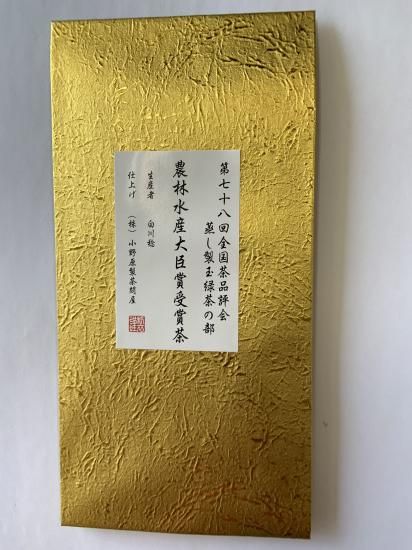 第七十八回全国茶品評会
蒸し製玉緑茶の部
農林水産大臣賞受賞茶
生産者 白川稔
仕上げ (株)小野原製茶問屋